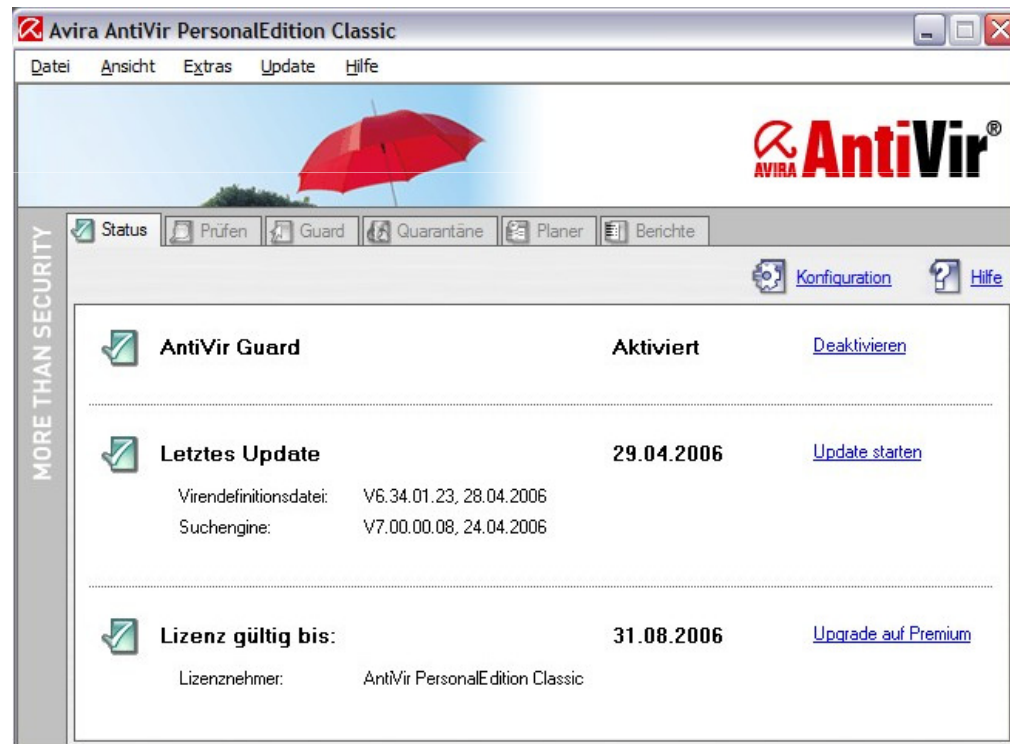 Avira AntiVir PersonalEdition Classic
Datei Ansicht Extras Update Hilfe
AVIRA AntiVir®
MORE THAN SECURITY
Status Prüfen Guard Quarantäne Planer Berichte
Konfiguration Hilfe
AntiVir Guard Aktiviert Deaktivieren
Letztes Update 29.04.2006 Update starten
Virendefinitionsdatei: V6.34.01.23, 28.04.2006
Suchengine: V7.00.00.08, 24.04.2006
Lizenz gültig bis: 31.08.2006 Upgrade auf Premium
Lizenznehmer: AntiVir PersonalEdition Classic